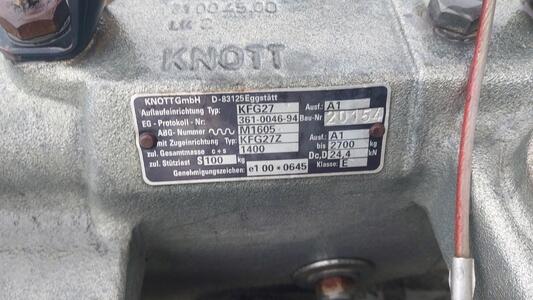 KNOTT
KNOTT GmbH D-83125 Eggstätt
Auflaufeinrichtung Typ: KFG27 Ausf.: A1
EG - Protokoll - Nr. 361-0046-94 Bau-Nr
ABG-Nummer M1605
mit Zugeinrichtung Typ: KFG27Z Ausf.: A1
zul. Gesamtmasse c+s 1400 bis 2700 kg
zul. Stützlast S 100 kg Dc,D 24,4 kN
Genehmigungszeichen: e1 00*0645 Klasse: E